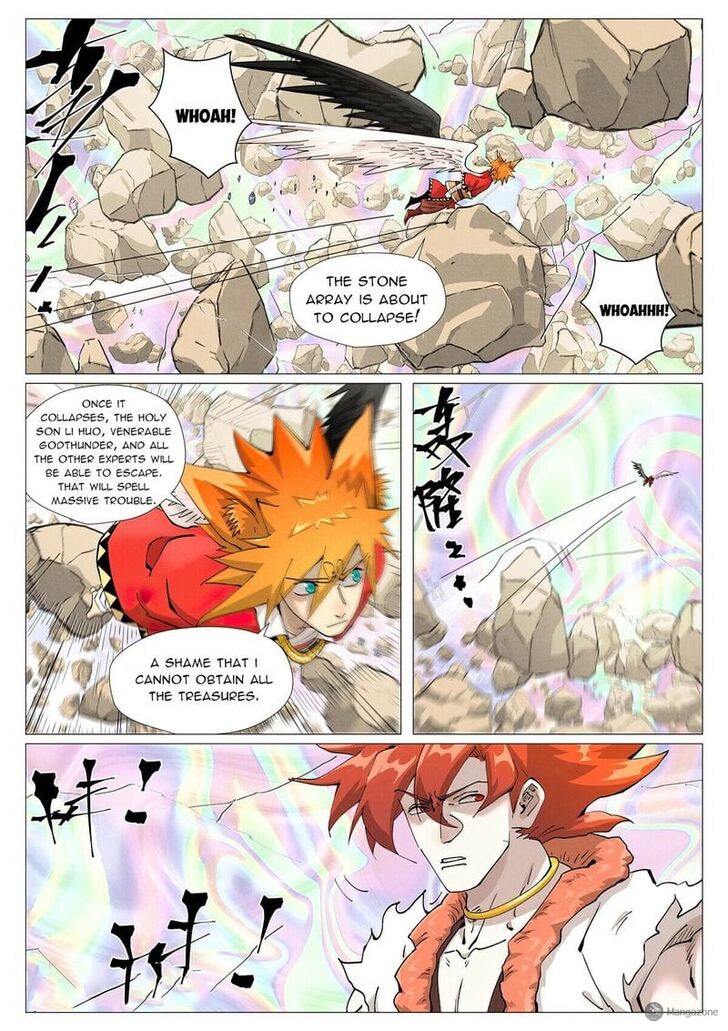 WHOAH!
THE STONE
ARRAY IS ABOUT
TO COLLAPSE!
WHOAHHH!
ONCE IT
COLLAPSES, THE HOLY
SON LI HUO, VENERABLE
GODTHUNDER, AND ALL
THE OTHER EXPERTS WILL
BE ABLE TO ESCAPE.
THAT WILL SPELL
MASSIVE TROUBLE.
A SHAME THAT I
CANNOT OBTAIN ALL
THE TREASURES.
轰
隆
Mangazone